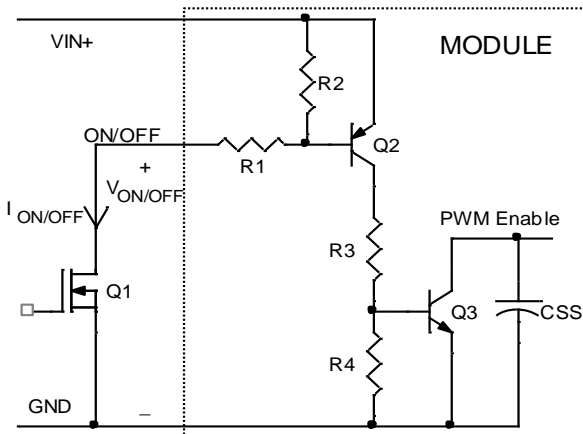 VIN+
MODULE
R2
ON/OFF
R1
Q2
+
V ON/OFF
I ON/OFF
PWM Enable
R3
Q1
Q3
CSS
R4
GND
_